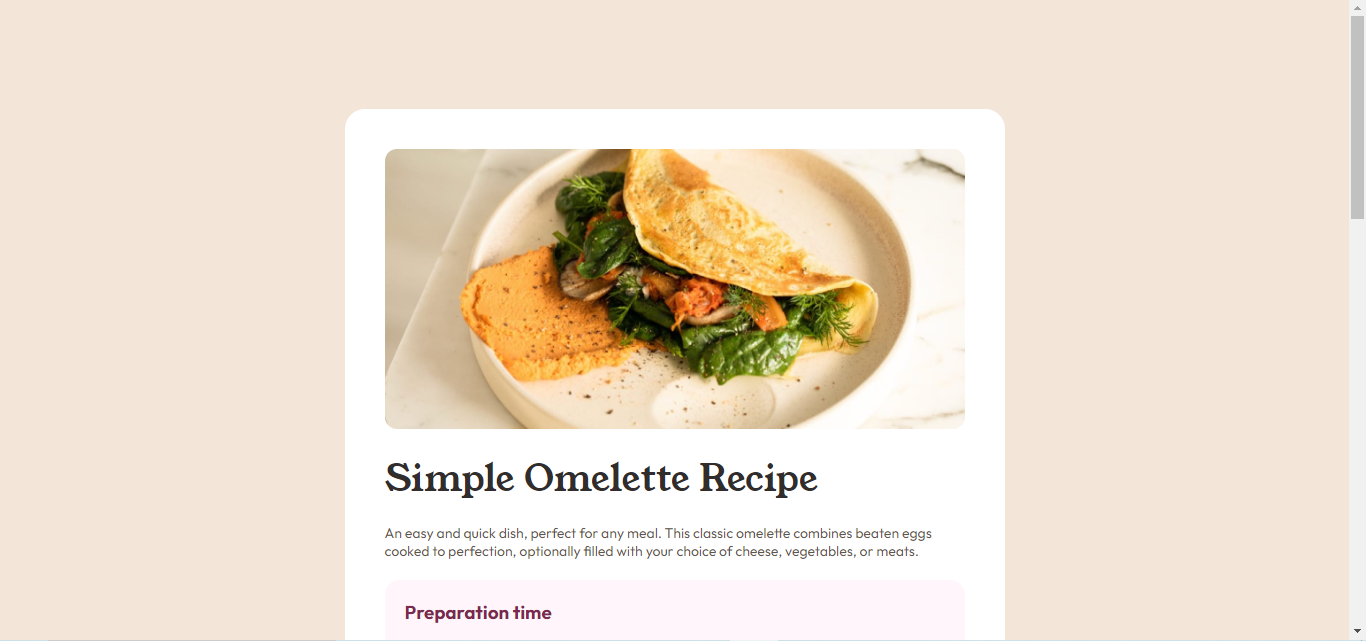 Simple Omelette Recipe
An easy and quick dish, perfect for any meal. This classic omelette combines beaten eggs
cooked to perfection, optionally filled with your choice of cheese, vegetables, or meats.
Preparation time